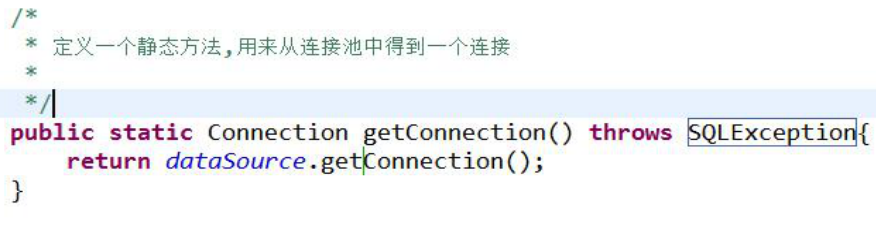 /*
 * 定义一个静态方法,用来从连接池中得到一个连接
 *
 */
public static Connection getConnection() throws SQLException{
    return dataSource.getConnection();
}